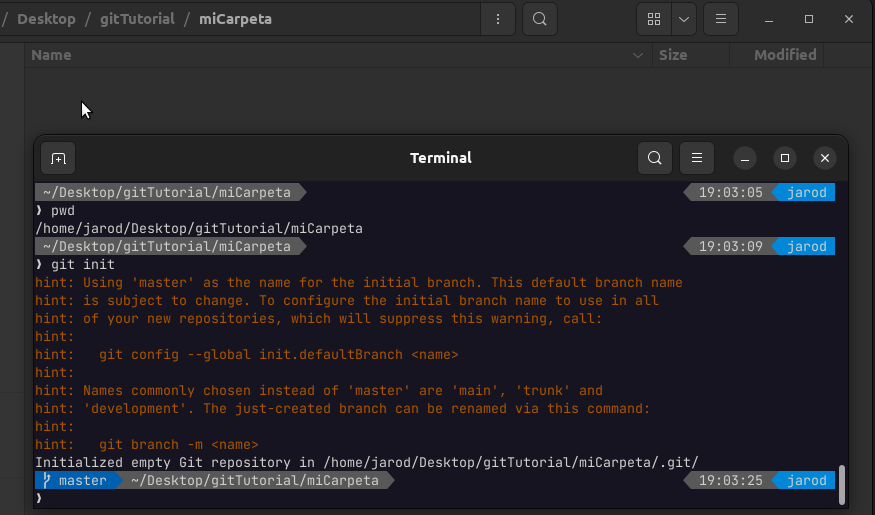 / Desktop / gitTutorial / miCarpeta
Name Size Modified
Terminal
~/Desktop/gitTutorial/miCarpeta 19:03:05 jarod
❱ pwd
/home/jarod/Desktop/gitTutorial/miCarpeta
~/Desktop/gitTutorial/miCarpeta 19:03:09 jarod
❱ git init
hint: Using 'master' as the name for the initial branch. This default branch name
hint: is subject to change. To configure the initial branch name to use in all
hint: of your new repositories, which will suppress this warning, call:
hint:
hint:   git config --global init.defaultBranch <name>
hint:
hint: Names commonly chosen instead of 'master' are 'main', 'trunk' and
hint: 'development'. The just-created branch can be renamed via this command:
hint:
hint:   git branch -m <name>
Initialized empty Git repository in /home/jarod/Desktop/gitTutorial/miCarpeta/.git/
master ~/Desktop/gitTutorial/miCarpeta 19:03:25 jarod
❱